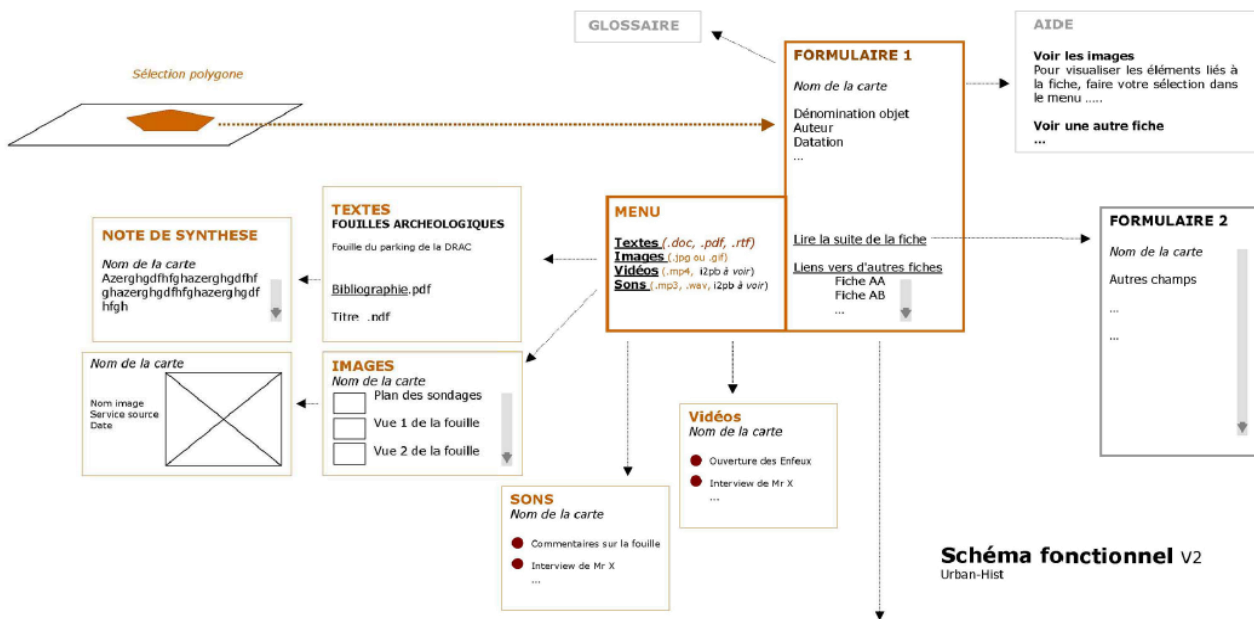 GLOSSAIRE
AIDE
Voir les images
Pour visualiser les éléments liés à
la fiche, faire votre sélection dans
le menu .....
Voir une autre fiche
...
Sélection polygone
FORMULAIRE 1
Nom de la carte
Dénomination objet
Auteur
Datation
...
Lire la suite de la fiche
Liens vers d'autres fiches
Fiche AA
Fiche AB
...
MENU
Textes (.doc, .pdf, .rtf)
Images (.jpg ou .gif)
Vidéos (.mp4, i2pb à voir)
Sons (.mp3, .wav, i2pb à voir)
FORMULAIRE 2
Nom de la carte
Autres champs
...
...
TEXTES
FOUILLES ARCHEOLOGIQUES
Fouille du parking de la DRAC
Bibliographie.pdf
Titre .pdf
NOTE DE SYNTHESE
Nom de la carte
Azerghgdfhfghazerghgdfhf
ghazerghgdfhfghazerghgdf
hfgh
Nom de la carte
Nom image
Service source
Date
IMAGES
Nom de la carte
Plan des sondages
Vue 1 de la fouille
Vue 2 de la fouille
Vidéos
Nom de la carte
Ouverture des Enfeux
Interview de Mr X
...
SONS
Nom de la carte
Commentaires sur la fouille
Interview de Mr X
...
Schéma fonctionnel V2
Urban-Hist